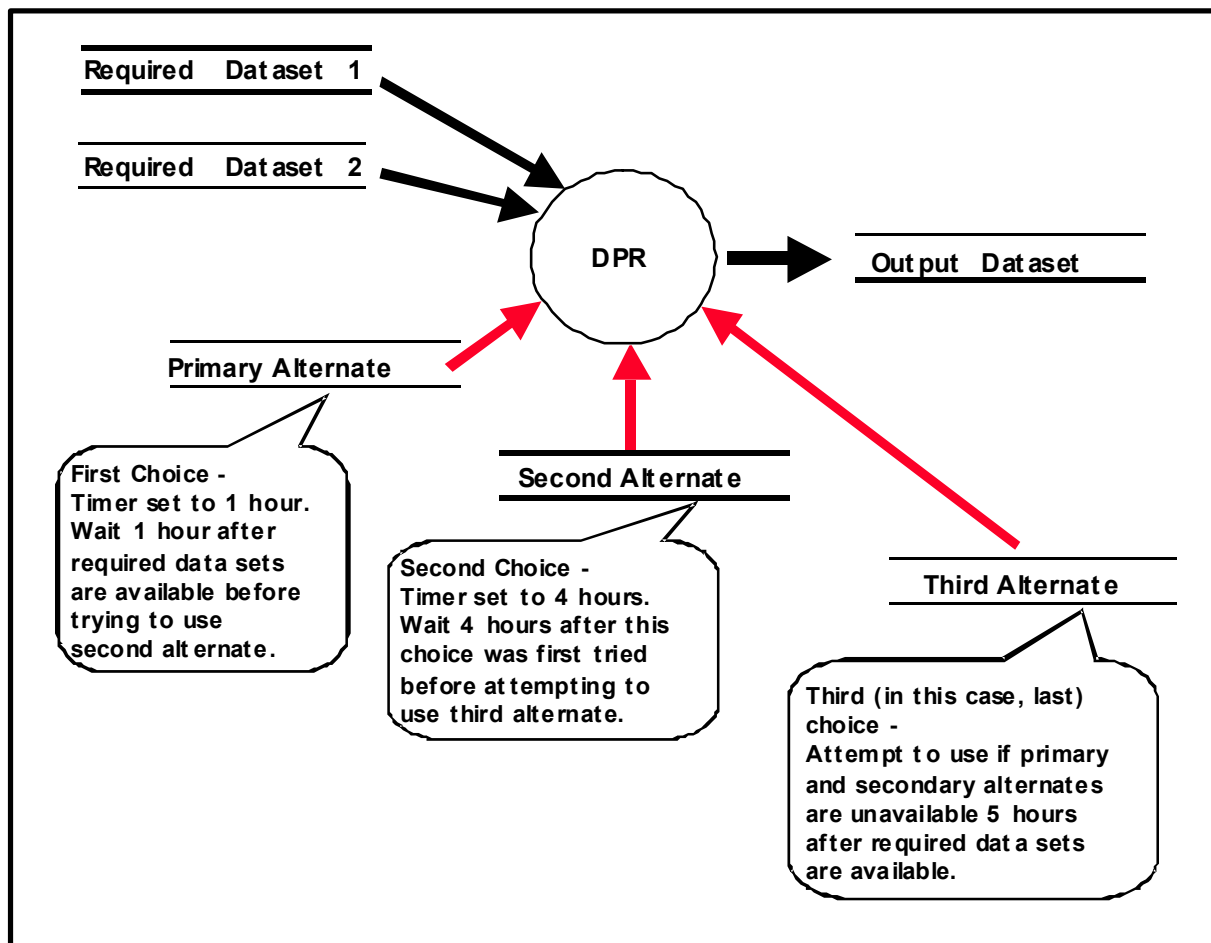 Required Dataset 1
Required Dataset 2
DPR
Output Dataset
Primary Alternate
First Choice -
Timer set to 1 hour.
Wait 1 hour after
required data sets
are available before
trying to use
second alternate.
Second Alternate
Second Choice -
Timer set to 4 hours.
Wait 4 hours after this
choice was first tried
before attempting to
use third alternate.
Third Alternate
Third (in this case, last)
choice -
Attempt to use if primary
and secondary alternates
are unavailable 5 hours
after required data sets
are available.